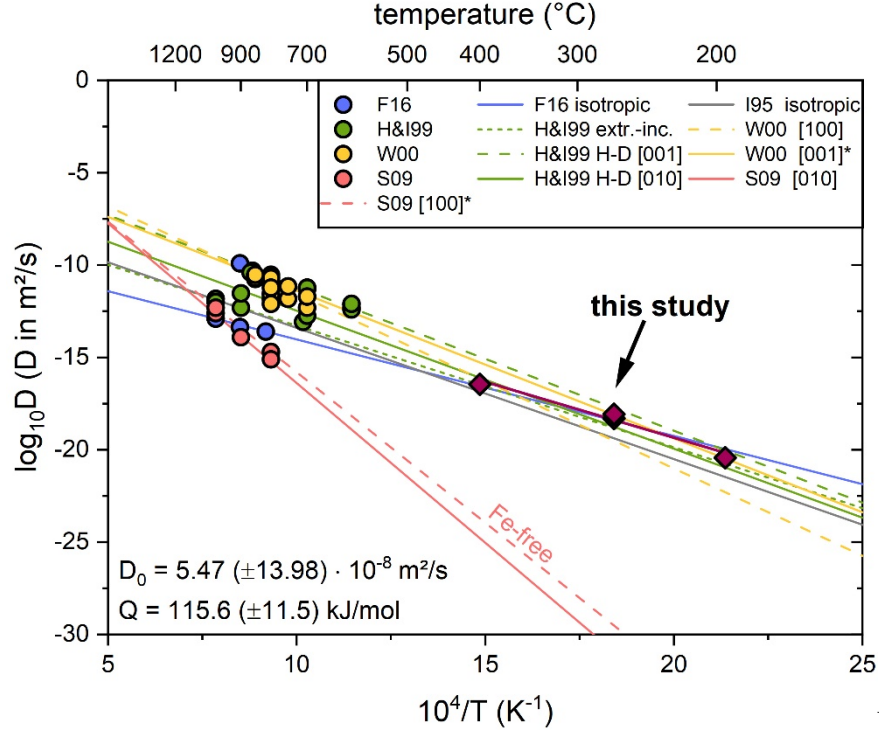 temperature (°C)
1200 900 700 500 400 300 200
0
F16 F16 isotropic I95 isotropic
H&I99 H&I99 extr.-inc. W00 [100]
W00 H&I99 H-D [001] W00 [001]*
S09 H&I99 H-D [010] S09 [010]
S09 [100]*
-5
-10
this study
-15
log₁₀D (D in m²/s)
-20
-25
Fe-free
D₀ = 5.47 (±13.98) · 10⁻⁸ m²/s
Q = 115.6 (±11.5) kJ/mol
-30
5 10 15 20 25
10⁴/T (K⁻¹)